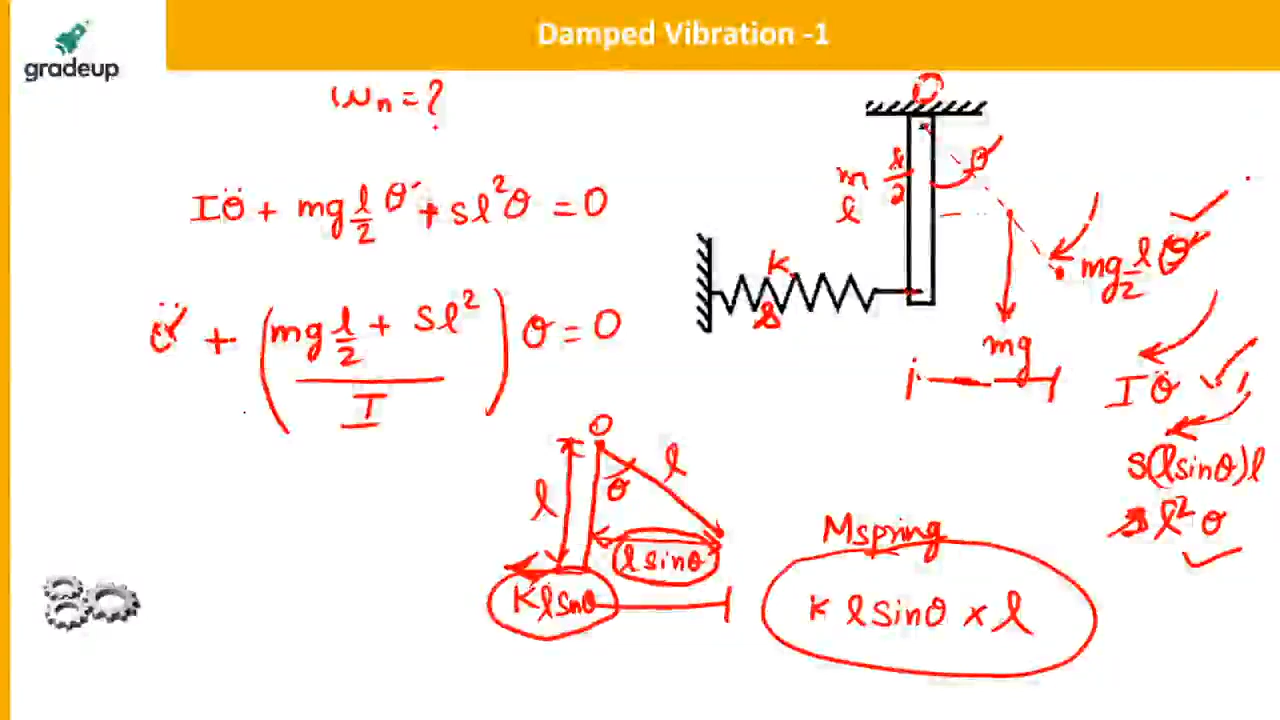 Damped Vibration -1
gradeup
ωn = ?
Iθ̈ + mg l/2 θ + sl²θ = 0
θ̈ + ( (mg l/2 + sl²) / I ) θ = 0
O
m
l
l/2
θ
K
s
mg
mg l/2 θ
Iθ̈
s(l sinθ)l
s l² θ
O
l
θ
l
l sinθ
K l sinθ
Mspring
K l sinθ × l